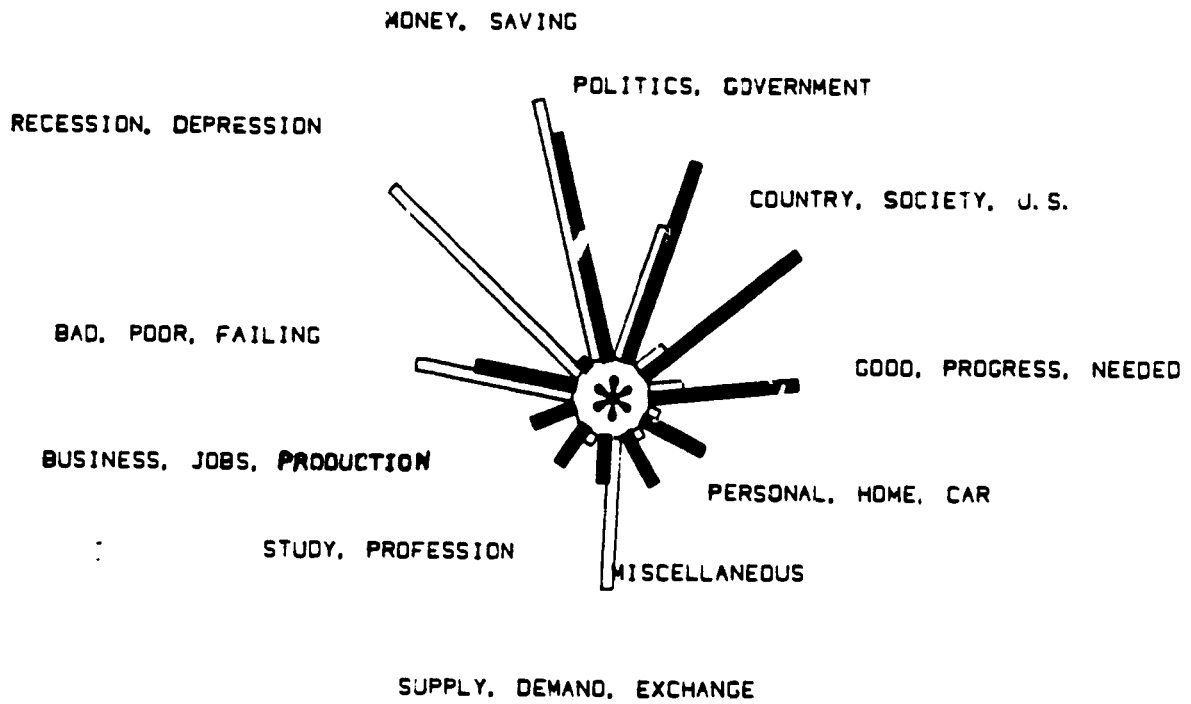 MONEY, SAVING
POLITICS, GOVERNMENT
RECESSION, DEPRESSION
COUNTRY, SOCIETY, U.S.
BAD, POOR, FAILING
GOOD, PROGRESS, NEEDED
BUSINESS, JOBS, PRODUCTION
PERSONAL, HOME, CAR
STUDY, PROFESSION
MISCELLANEOUS
SUPPLY, DEMAND, EXCHANGE